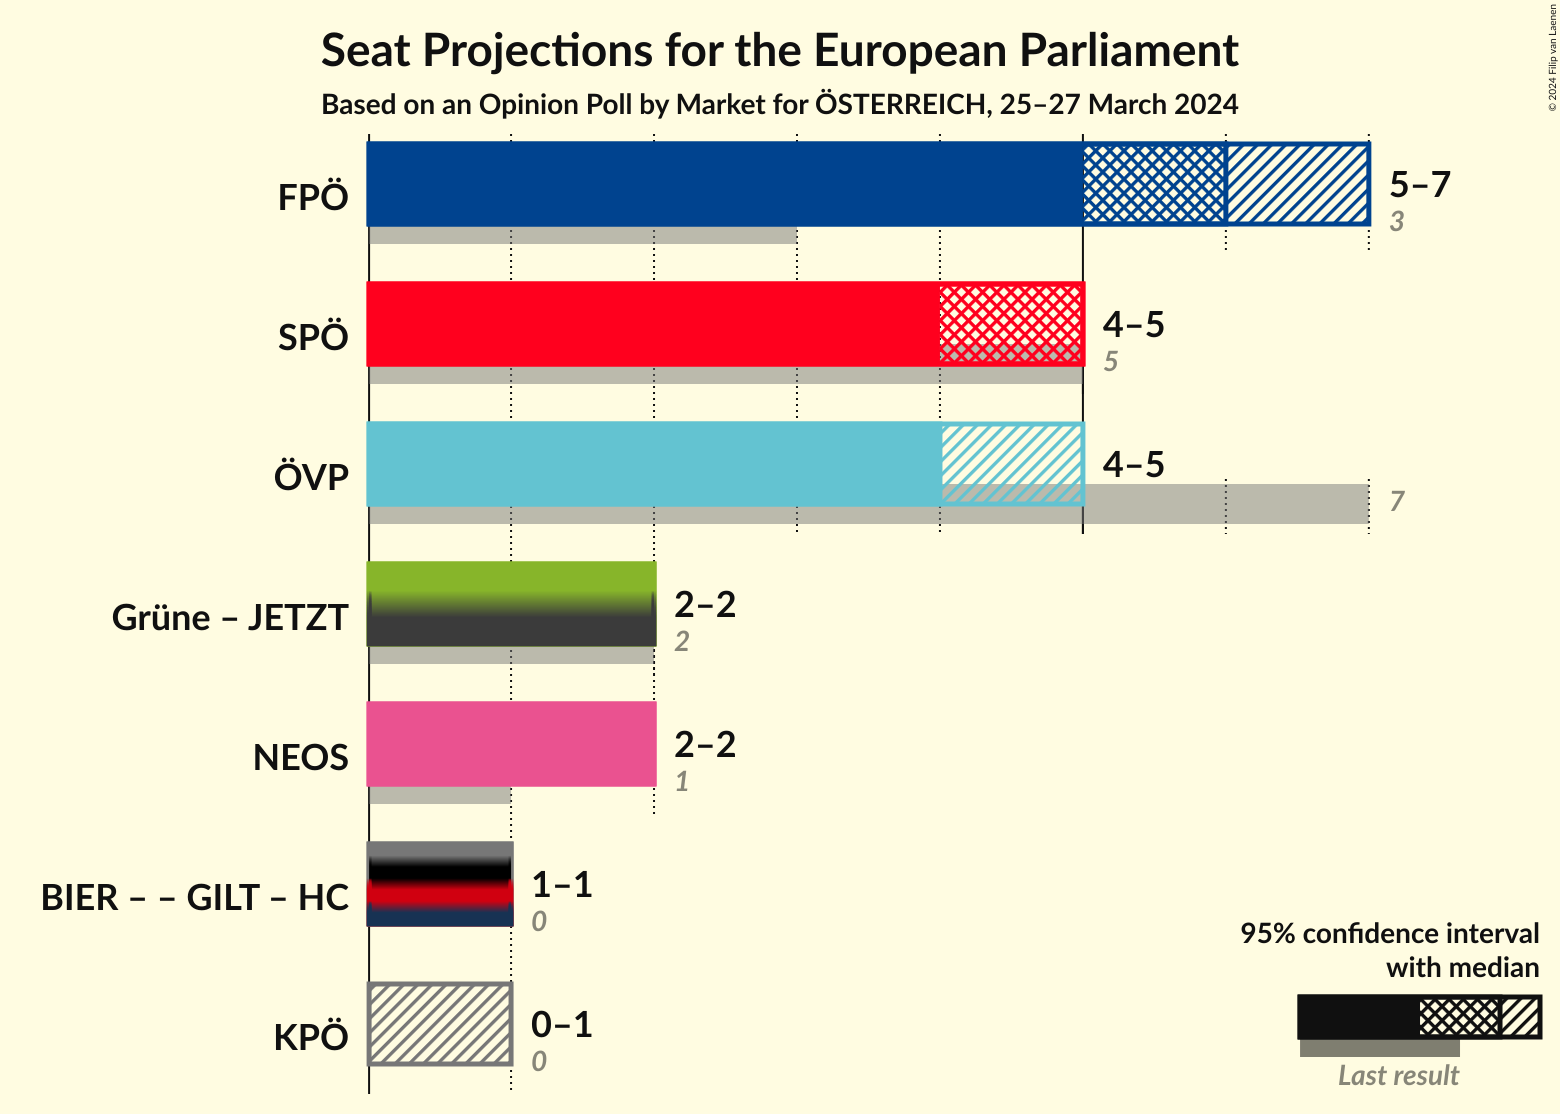 Seat Projections for the European Parliament
Based on an Opinion Poll by Market for ÖSTERREICH, 25–27 March 2024
© 2024 Filip van Laenen
FPÖ
5–7
3
SPÖ
4–5
5
ÖVP
4–5
7
Grüne – JETZT
2–2
2
NEOS
2–2
1
BIER – – GILT – HC
1–1
0
KPÖ
0–1
0
95% confidence interval
with median
Last result